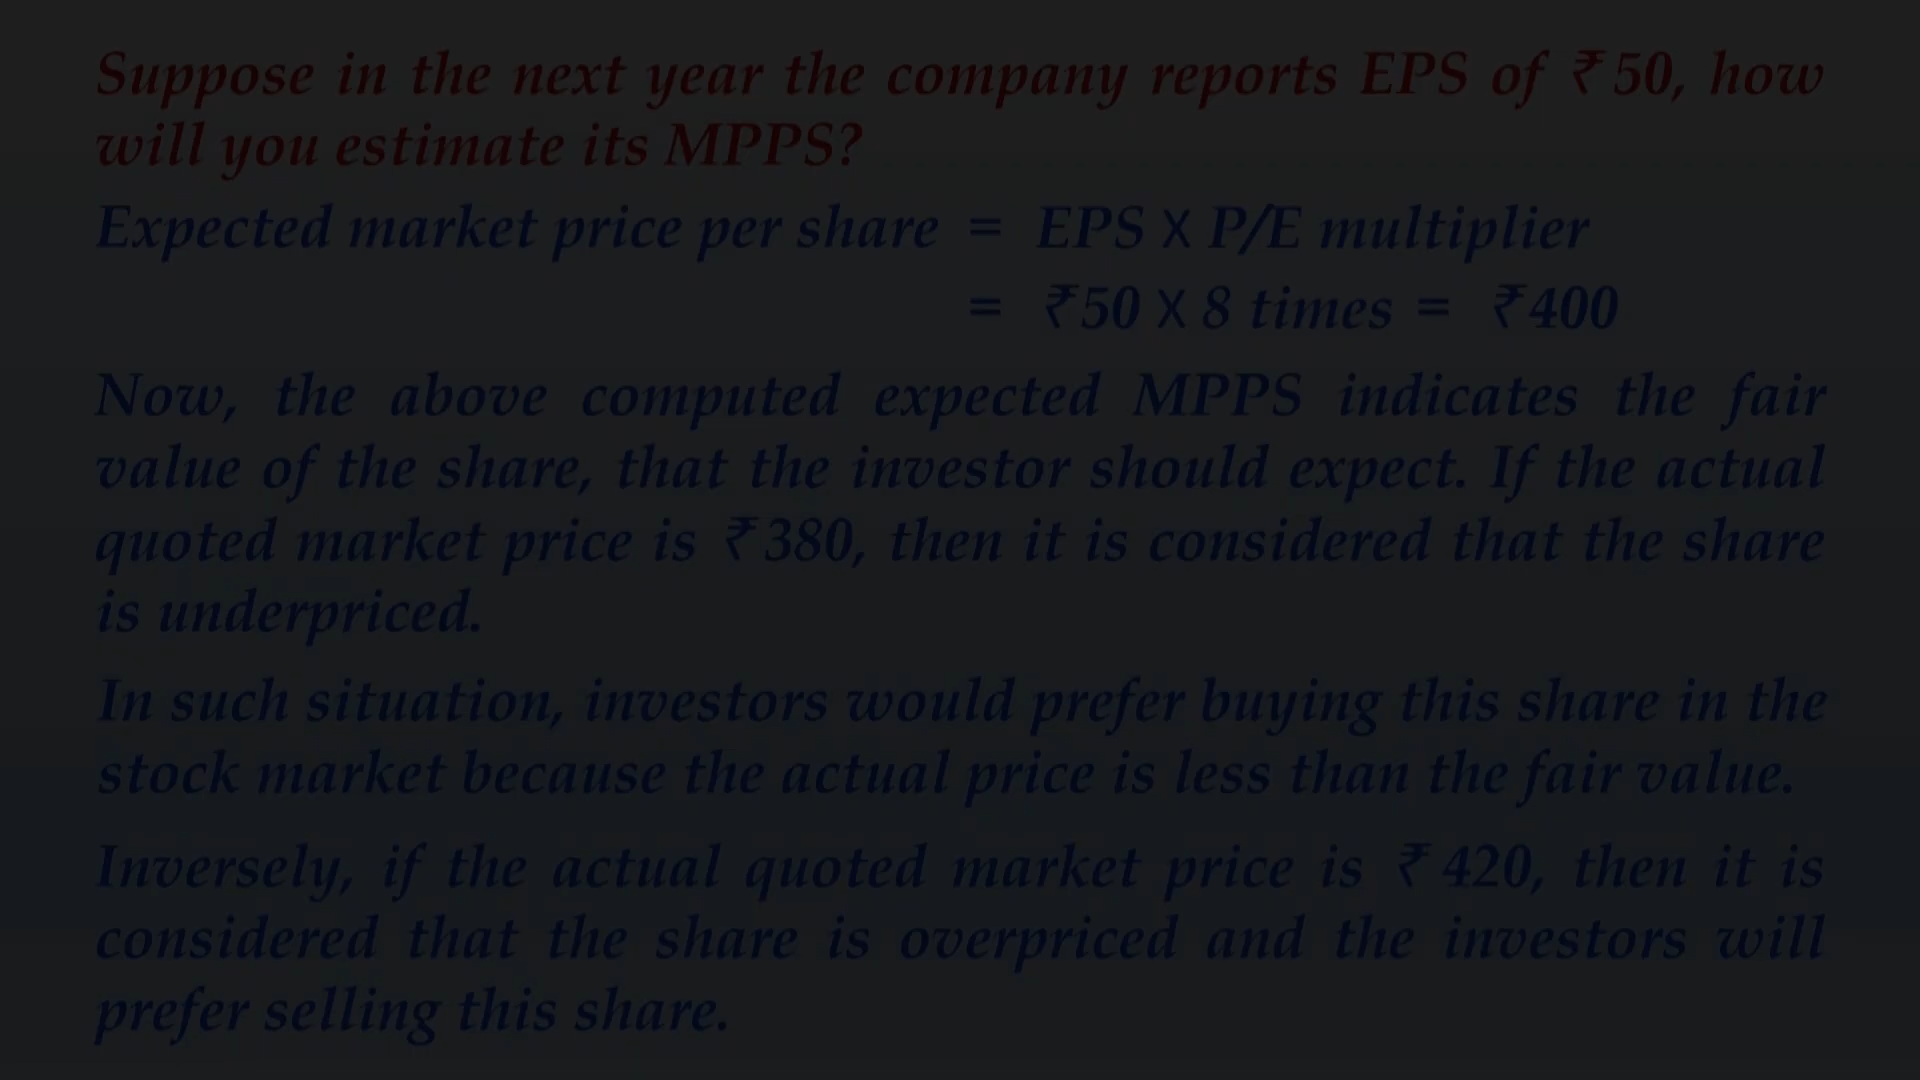 Suppose in the next year the company reports EPS of ₹ 50, how
will you estimate its MPPS?
Expected market price per share = EPS X P/E multiplier
= ₹50 X 8 times = ₹400
Now, the above computed expected MPPS indicates the fair
value of the share, that the investor should expect. If the actual
quoted market price is ₹380, then it is considered that the share
is underpriced.
In such situation, investors would prefer buying this share in the
stock market because the actual price is less than the fair value.
Inversely, if the actual quoted market price is ₹ 420, then it is
considered that the share is overpriced and the investors will
prefer selling this share.